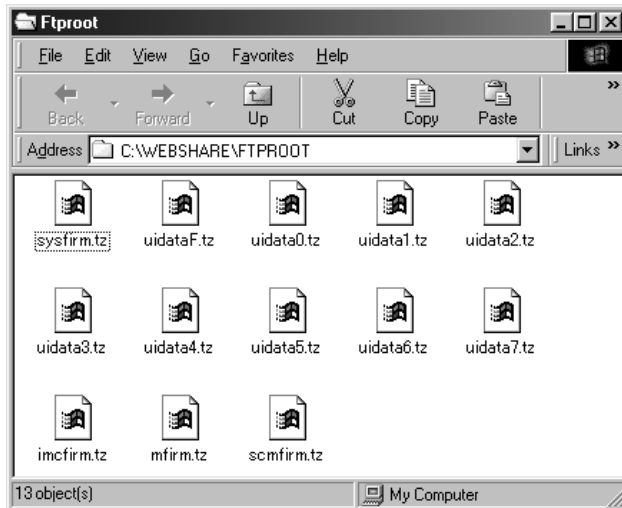 Ftproot
File Edit View Go Favorites Help
Back Forward Up Cut Copy Paste »
Address C:\WEBSHARE\FTPROOT Links »
sysfirm.tz uidataF.tz uidata0.tz uidata1.tz uidata2.tz
uidata3.tz uidata4.tz uidata5.tz uidata6.tz uidata7.tz
imcfirm.tz mfirm.tz scmfirm.tz
13 object(s) My Computer